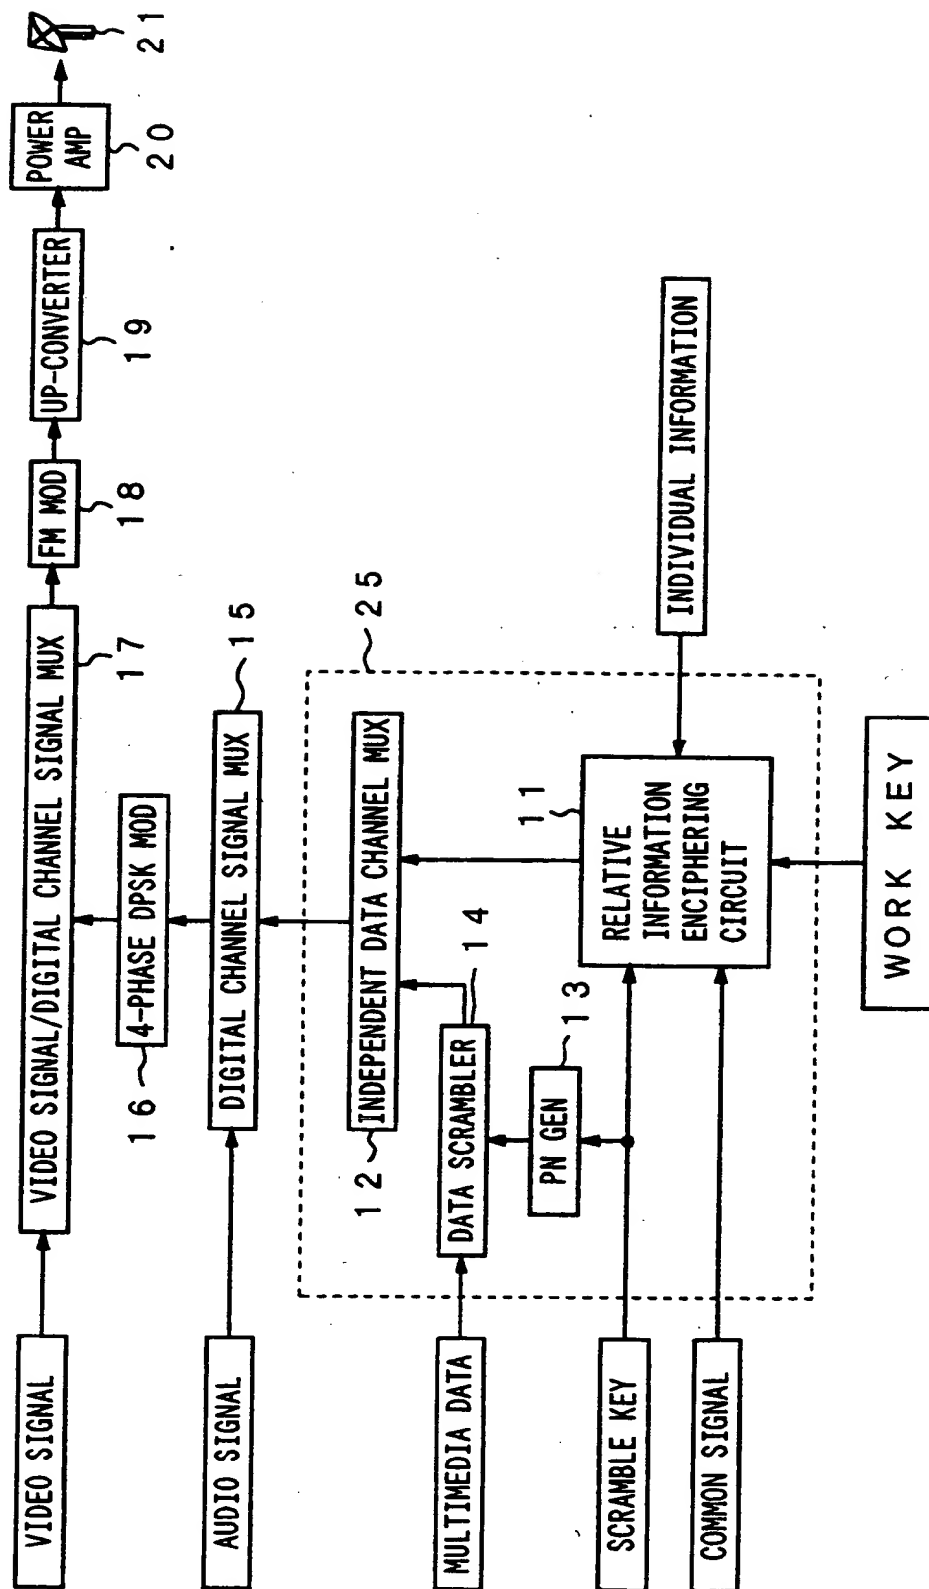 VIDEO SIGNAL
VIDEO SIGNAL/DIGITAL CHANNEL SIGNAL MUX
17
FM MOD
18
UP-CONVERTER
19
POWER
AMP
20
21
16
4-PHASE DPSK MOD
AUDIO SIGNAL
DIGITAL CHANNEL SIGNAL MUX
15
25
12
INDEPENDENT DATA CHANNEL MUX
MULTIMEDIA DATA
DATA SCRAMBLER
14
PN GEN
13
SCRAMBLE KEY
COMMON SIGNAL
11
RELATIVE
INFORMATION
ENCIPHERING
CIRCUIT
INDIVIDUAL INFORMATION
WORK KEY